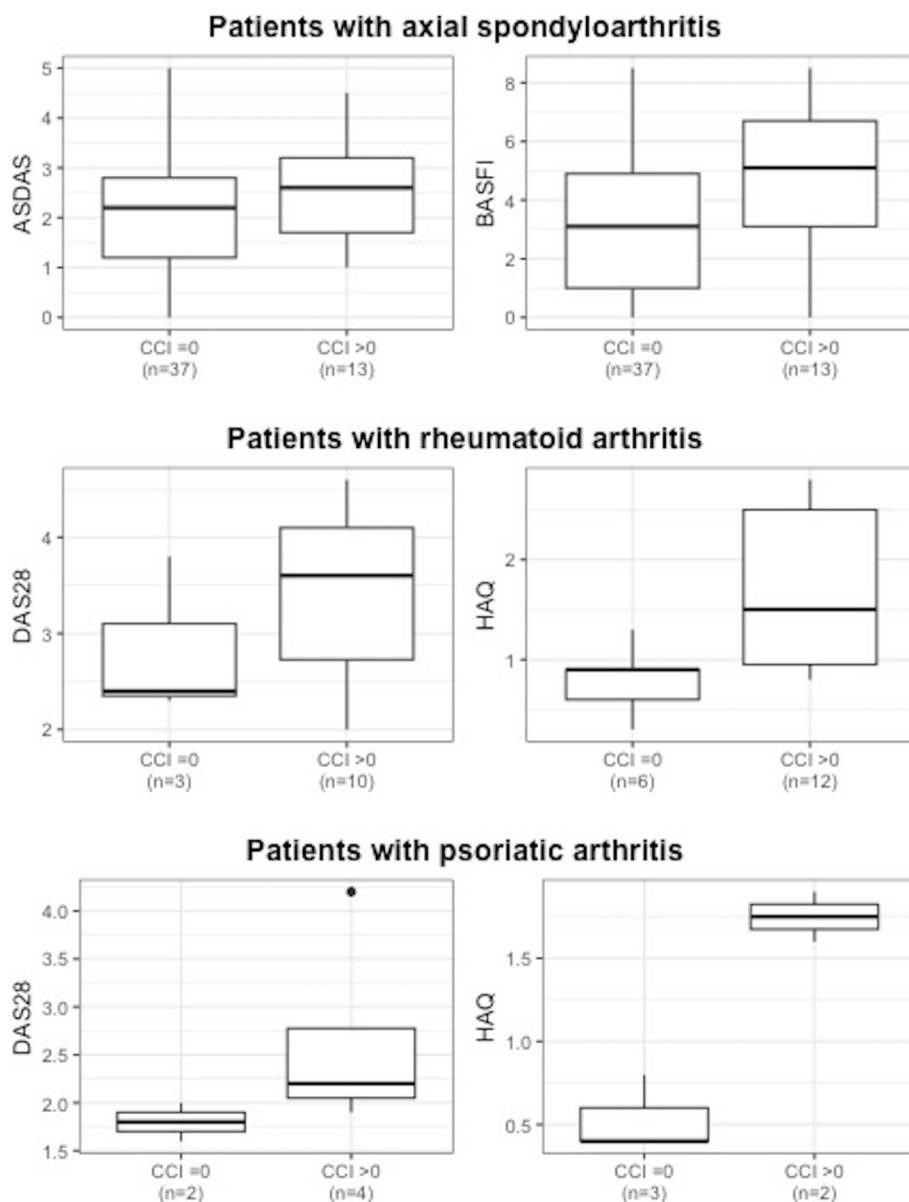 Patients with axial spondyloarthritis
ASDAS
5
4
3
2
1
0
CCI =0
(n=37)
CCI >0
(n=13)
BASFI
8
6
4
2
0
CCI =0
(n=37)
CCI >0
(n=13)
Patients with rheumatoid arthritis
DAS28
4
3
2
CCI =0
(n=3)
CCI >0
(n=10)
HAQ
2
1
CCI =0
(n=6)
CCI >0
(n=12)
Patients with psoriatic arthritis
DAS28
4.0
3.5
3.0
2.5
2.0
1.5
CCI =0
(n=2)
CCI >0
(n=4)
HAQ
1.5
1.0
0.5
CCI =0
(n=3)
CCI >0
(n=2)